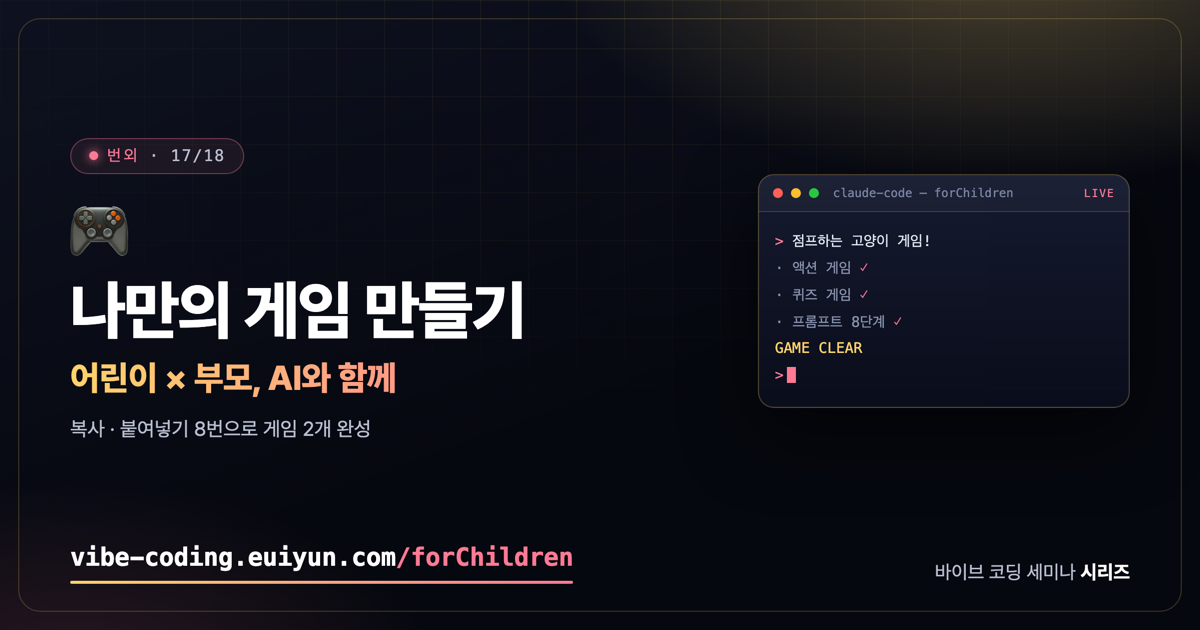 번외 · 17/18
나만의 게임 만들기
어린이 × 부모, AI와 함께
복사 · 붙여넣기 8번으로 게임 2개 완성
claude-code — forChildren
LIVE
> 점프하는 고양이 게임!
· 액션 게임 ✓
· 퀴즈 게임 ✓
· 프롬프트 8단계 ✓
GAME CLEAR
>
vibe-coding.euiyun.com/forChildren
바이브 코딩 세미나 시리즈